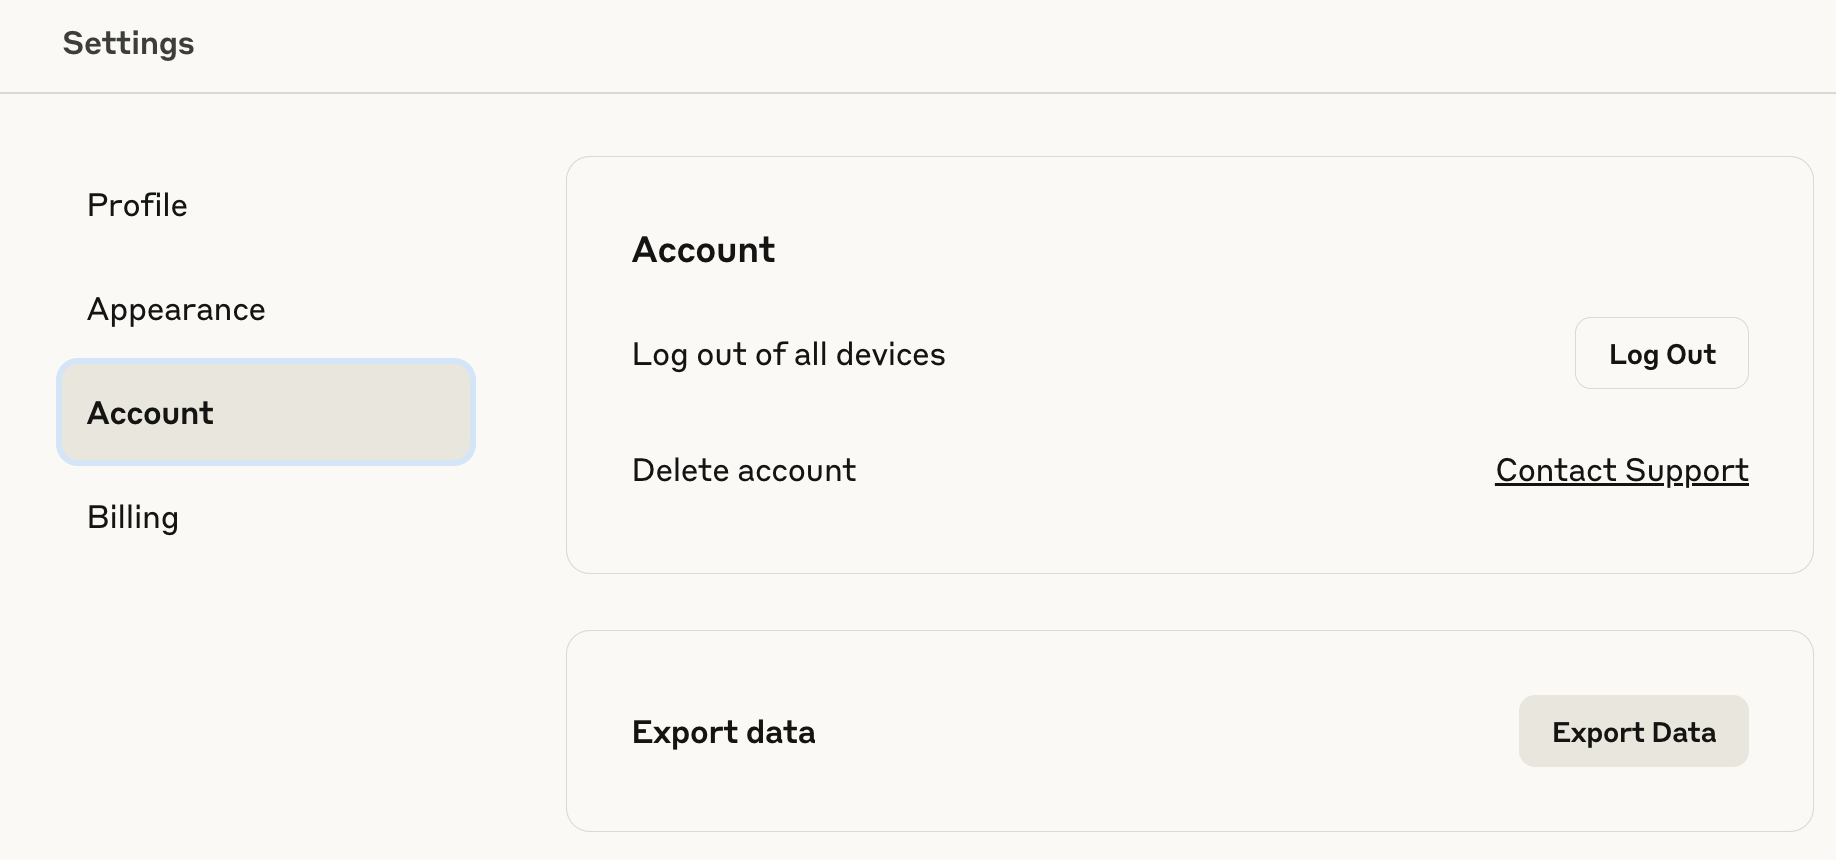 Settings
Profile
Appearance
Account
Billing
Account
Log out of all devices
Log Out
Delete account
Contact Support
Export data
Export Data